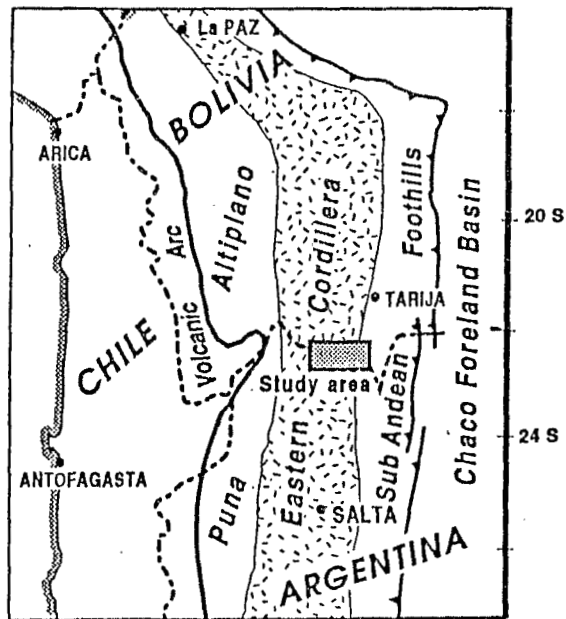 La PAZ
BOLIVIA
ARICA
Altiplano
Cordillera
Foothills
Chaco Foreland Basin
20 S
Arc
Volcanic
TARIJA
CHILE
Study area
Sub Andean
24 S
ANTOFAGASTA
Puna
Eastern
SALTA
ARGENTINA